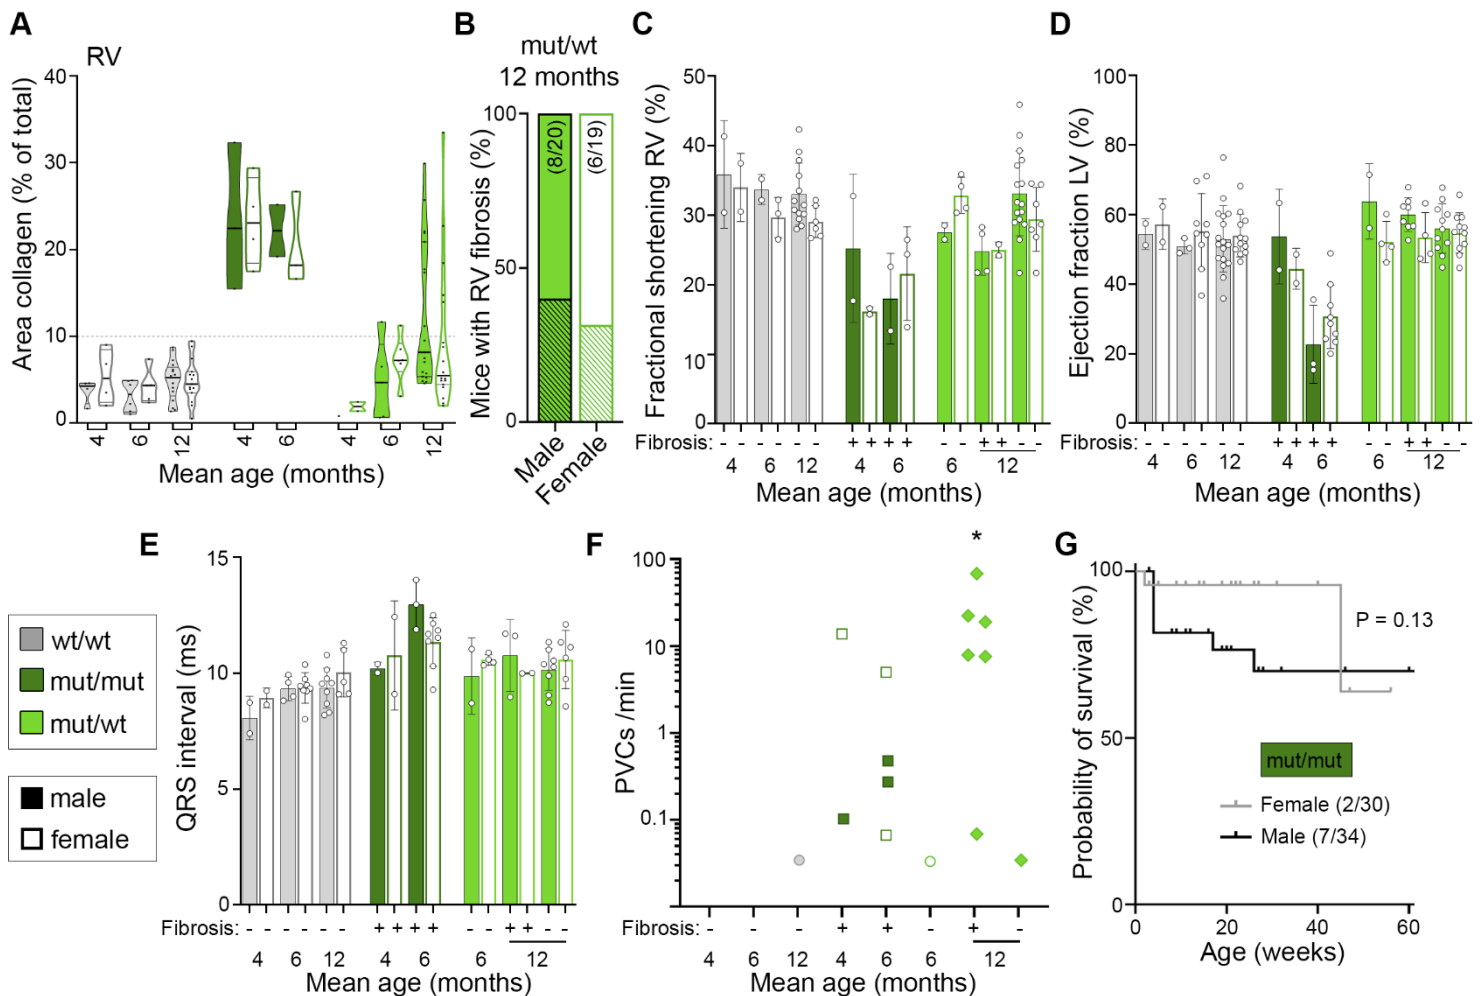 A
RV
Area collagen (% of total)
40
30
20
10
0
4
6
12
4
6
4
6
12
Mean age (months)
B
mut/wt
12 months
Mice with RV fibrosis (%)
100
50
0
(8/20)
(6/19)
Male
Female
C
Fractional shortening RV (%)
50
40
30
20
10
0
Fibrosis: - - - - - - + + + + - - + + - -
4 6 12 4 6 6 12
Mean age (months)
D
Ejection fraction LV (%)
100
80
60
40
20
0
Fibrosis: - - - - - - + + + + - - + + - -
4 6 12 4 6 6 12
Mean age (months)
wt/wt
mut/mut
mut/wt
male
female
E
QRS interval (ms)
15
10
5
0
Fibrosis: - - - - - - + + + + - - + + - -
4 6 12 4 6 6 12
Mean age (months)
F
*
PVCs /min
100
10
1
0.1
Fibrosis: - - - + + - + -
4 6 12 4 6 6 12
Mean age (months)
G
Probability of survival (%)
100
50
0
P = 0.13
mut/mut
Female (2/30)
Male (7/34)
0 20 40 60
Age (weeks)